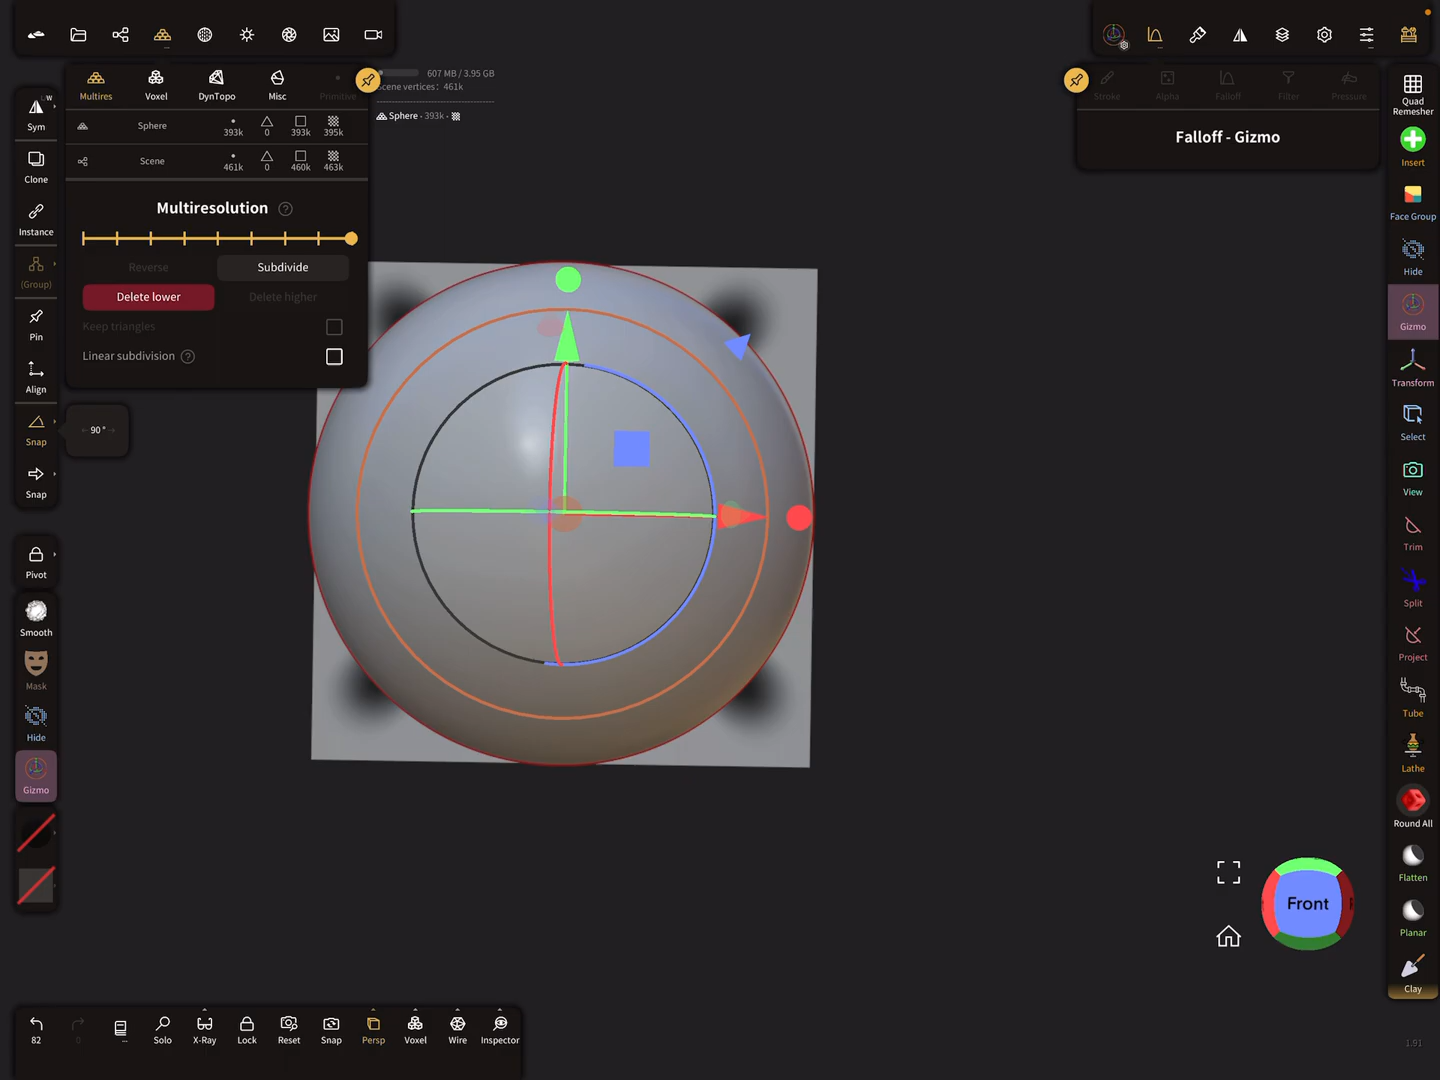 607 MB / 3.95 GB
Scene vertices: 461k
Sphere · 393k ·
Multires
Voxel
DynTopo
Misc
Primitive
Sphere
393k
0
393k
395k
Scene
461k
0
460k
463k
Multiresolution ?
Reverse
Subdivide
Delete lower
Delete higher
Keep triangles
Linear subdivision ?
Sym
Clone
Instance
(Group)
Pin
Align
Snap
90 °
Snap
Pivot
Smooth
Mask
Hide
Gizmo
Stroke
Alpha
Falloff
Filter
Pressure
Falloff - Gizmo
Quad
Remesher
Insert
Face Group
Hide
Gizmo
Transform
Select
View
Trim
Split
Project
Tube
Lathe
Round All
Flatten
Planar
Clay
Front
82
0
...
Solo
X-Ray
Lock
Reset
Snap
Persp
Voxel
Wire
Inspector
1.91